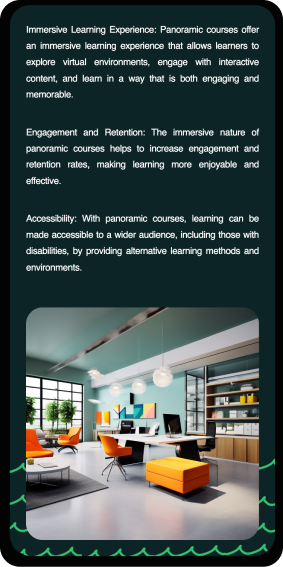 Immersive Learning Experience: Panoramic courses offer
an immersive learning experience that allows learners to
explore virtual environments, engage with interactive
content, and learn in a way that is both engaging and
memorable.
Engagement and Retention: The immersive nature of
panoramic courses helps to increase engagement and
retention rates, making learning more enjoyable and
effective.
Accessibility: With panoramic courses, learning can be
made accessible to a wider audience, including those with
disabilities, by providing alternative learning methods and
environments.